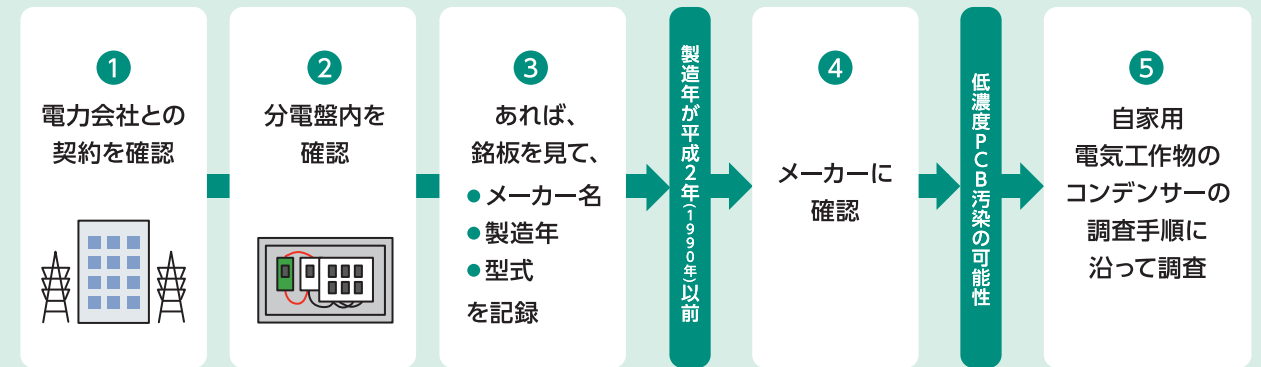 1
電力会社との
契約を確認
2
分電盤内を
確認
3
あれば、
銘板を見て、
●メーカー名
●製造年
●型式
を記録
製造年が平成2年(1990年)以前
4
メーカーに
確認
低濃度PCB汚染の可能性
5
自家用
電気工作物の
コンデンサーの
調査手順に
沿って調査